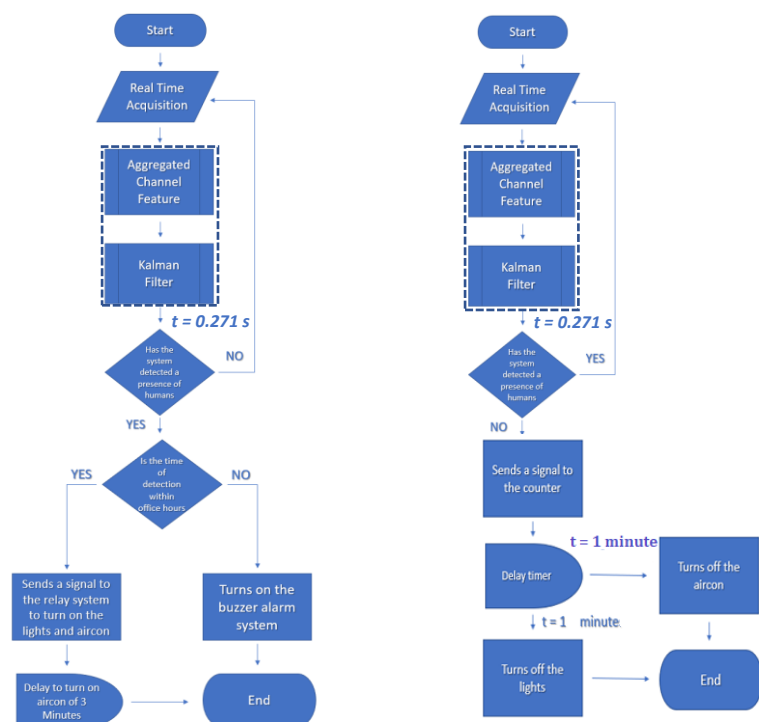 Start
Real Time
Acquisition
Aggregated
Channel
Feature
Kalman
Filter
t = 0.271 s
Has the
system
detected a
presence of
humans
NO
YES
Is the time
of
detection
within
office hours
YES
NO
Sends a signal to
the relay system
to turn on the
lights and aircon
Turns on the
buzzer alarm
system
Delay to turn on
aircon of 3
Minutes
End
Start
Real Time
Acquisition
Aggregated
Channel
Feature
Kalman
Filter
t = 0.271 s
Has the
system
detected a
presence of
humans
YES
NO
Sends a signal to
the counter
t = 1 minute
Delay timer
Turns off the
aircon
t = 1 minute.
Turns off the
lights
End